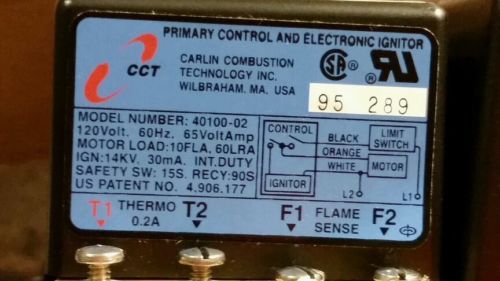 PRIMARY CONTROL AND ELECTRONIC IGNITOR
CCT
CARLIN COMBUSTION
TECHNOLOGY INC.
WILBRAHAM, MA. USA
95 289
MODEL NUMBER: 40100-02
120Volt. 60Hz. 65VoltAmp
MOTOR LOAD:10FLA, 60LRA
IGN:14KV, 30mA. INT.DUTY
SAFETY SW: 15S. RECY:90S
US PATENT NO. 4.906.177
CONTROL
BLACK
ORANGE
WHITE
LIMIT
SWITCH
MOTOR
IGNITOR
L2
L1
T1 THERMO T2
0.2A
F1 FLAME F2
SENSE